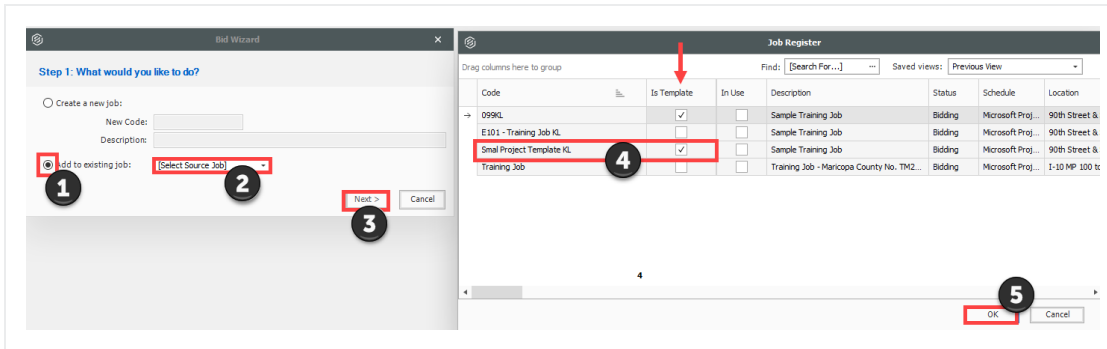 Bid Wizard
Step 1: What would you like to do?
Create a new job:
New Code:
Description:
Add to existing job: [Select Source Job]
1
2
Next > Cancel
3
Job Register
Drag columns here to group Find: [Search For...] ... Saved views: Previous View
Code Is Template In Use Description Status Schedule Location
099KL Sample Training Job Bidding Microsoft Proj... 90th Street &
E101 - Training Job KL Sample Training Job Bidding Microsoft Proj... 90th Street &
Smal Project Template KL Sample Training Job Bidding Microsoft Proj... 90th Street &
4
Training Job Training Job - Maricopa County No. TM2... Bidding Microsoft Proj... I-10 MP 100 to
4
5
OK Cancel